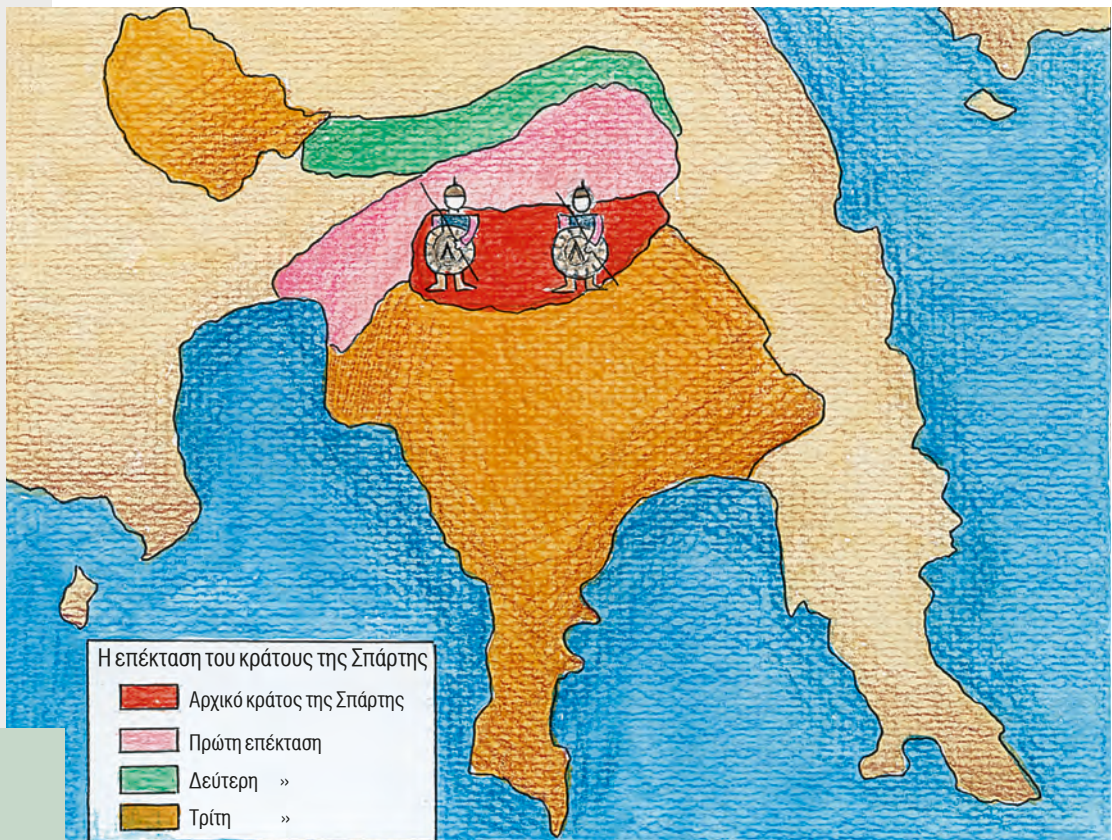 Λ
Λ
Η επέκταση του κράτους της Σπάρτης
Αρχικό κράτος της Σπάρτης
Πρώτη επέκταση
Δεύτερη »
Τρίτη »